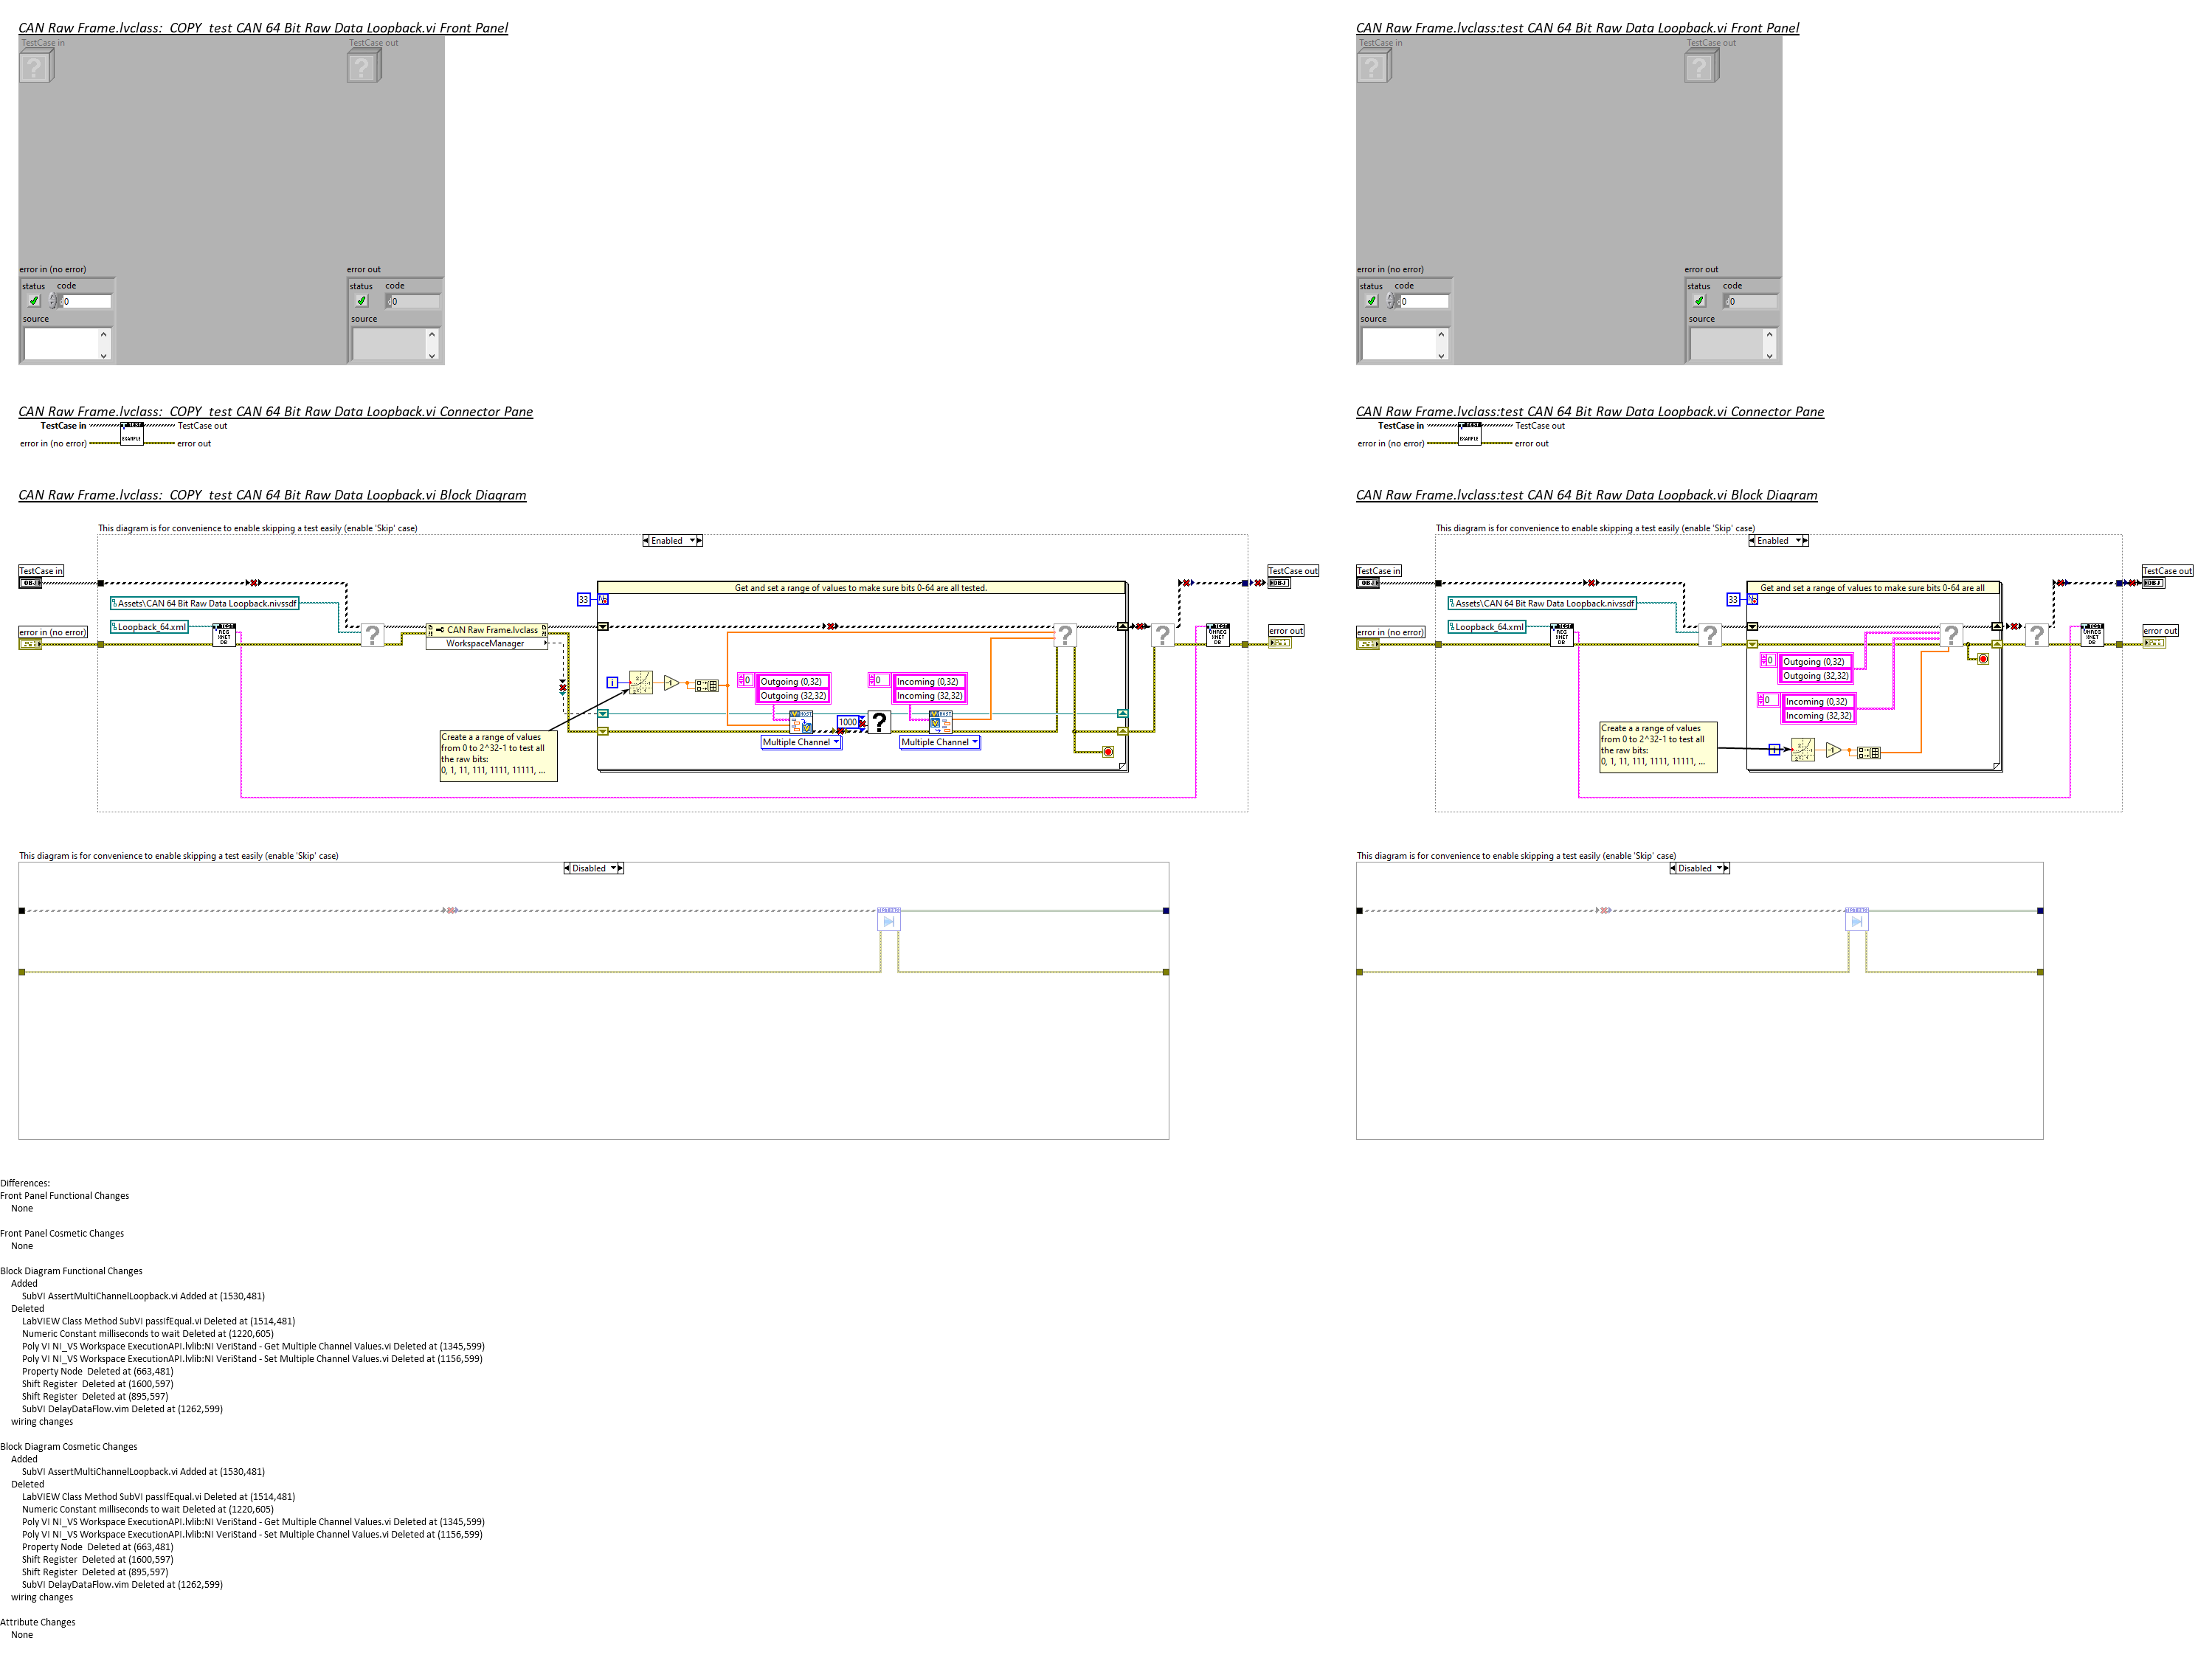 CAN Raw Frame.lvclass:_COPY_test CAN 64 Bit Raw Data Loopback.vi Front Panel
TestCase in
TestCase out
error in (no error)
error out
status code
0
source
status code
0
source
CAN Raw Frame.lvclass:_COPY_test CAN 64 Bit Raw Data Loopback.vi Connector Pane
TestCase in
TestCase out
TEST
EXAMPLE
error in (no error)
error out
CAN Raw Frame.lvclass:_COPY_test CAN 64 Bit Raw Data Loopback.vi Block Diagram
This diagram is for convenience to enable skipping a test easily (enable 'Skip' case)
Enabled
TestCase in
OBJ
Assets\CAN 64 Bit Raw Data Loopback.nivssdf
Loopback_64.xml
error in (no error)
TEST
REG
XNET
DB
CAN Raw Frame.lvclass
WorkspaceManager
33
N
Get and set a range of values to make sure bits 0-64 are all tested.
i
-1
0
Outgoing (0,32)
Outgoing (32,32)
0
Incoming (0,32)
Incoming (32,32)
1000
Multiple Channel
Multiple Channel
Create a a range of values
from 0 to 2^32-1 to test all
the raw bits:
0, 1, 11, 111, 1111, 11111, ...
TEST
UNREG
XNET
DB
TestCase out
OBJ
error out
This diagram is for convenience to enable skipping a test easily (enable 'Skip' case)
Disabled
CAN Raw Frame.lvclass:test CAN 64 Bit Raw Data Loopback.vi Front Panel
TestCase in
TestCase out
error in (no error)
error out
status code
0
source
status code
0
source
CAN Raw Frame.lvclass:test CAN 64 Bit Raw Data Loopback.vi Connector Pane
TestCase in
TestCase out
TEST
EXAMPLE
error in (no error)
error out
CAN Raw Frame.lvclass:test CAN 64 Bit Raw Data Loopback.vi Block Diagram
This diagram is for convenience to enable skipping a test easily (enable 'Skip' case)
Enabled
TestCase in
OBJ
Assets\CAN 64 Bit Raw Data Loopback.nivssdf
Loopback_64.xml
error in (no error)
TEST
REG
XNET
DB
33
N
Get and set a range of values to make sure bits 0-64 are all
0
Outgoing (0,32)
Outgoing (32,32)
0
Incoming (0,32)
Incoming (32,32)
Create a a range of values
from 0 to 2^32-1 to test all
the raw bits:
0, 1, 11, 111, 1111, 11111, ...
i
-1
TEST
UNREG
XNET
DB
TestCase out
OBJ
error out
This diagram is for convenience to enable skipping a test easily (enable 'Skip' case)
Disabled
Differences:
Front Panel Functional Changes
None
Front Panel Cosmetic Changes
None
Block Diagram Functional Changes
Added
SubVI AssertMultiChannelLoopback.vi Added at (1530,481)
Deleted
LabVIEW Class Method SubVI passIfEqual.vi Deleted at (1514,481)
Numeric Constant milliseconds to wait Deleted at (1220,605)
Poly VI NI_VS Workspace ExecutionAPI.lvlib:NI VeriStand - Get Multiple Channel Values.vi Deleted at (1345,599)
Poly VI NI_VS Workspace ExecutionAPI.lvlib:NI VeriStand - Set Multiple Channel Values.vi Deleted at (1156,599)
Property Node  Deleted at (663,481)
Shift Register  Deleted at (1600,597)
Shift Register  Deleted at (895,597)
SubVI DelayDataFlow.vim Deleted at (1262,599)
wiring changes
Block Diagram Cosmetic Changes
Added
SubVI AssertMultiChannelLoopback.vi Added at (1530,481)
Deleted
LabVIEW Class Method SubVI passIfEqual.vi Deleted at (1514,481)
Numeric Constant milliseconds to wait Deleted at (1220,605)
Poly VI NI_VS Workspace ExecutionAPI.lvlib:NI VeriStand - Get Multiple Channel Values.vi Deleted at (1345,599)
Poly VI NI_VS Workspace ExecutionAPI.lvlib:NI VeriStand - Set Multiple Channel Values.vi Deleted at (1156,599)
Property Node  Deleted at (663,481)
Shift Register  Deleted at (1600,597)
Shift Register  Deleted at (895,597)
SubVI DelayDataFlow.vim Deleted at (1262,599)
wiring changes
Attribute Changes
None